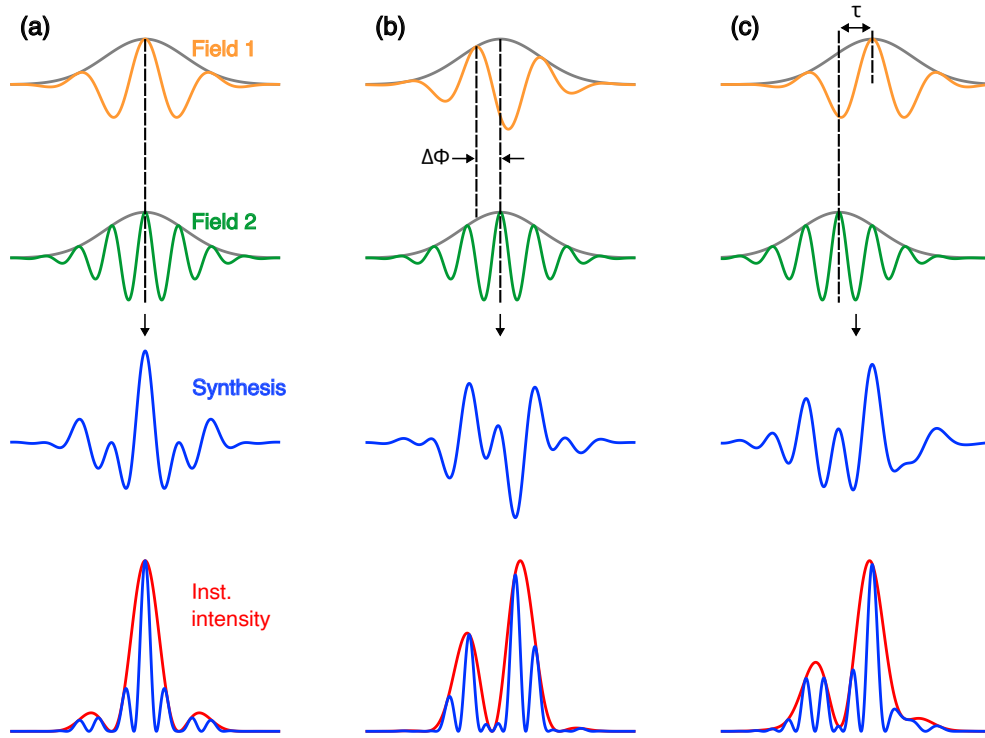 (a)
(b)
(c)
τ
Field 1
ΔΦ
Field 2
Synthesis
Inst.
intensity